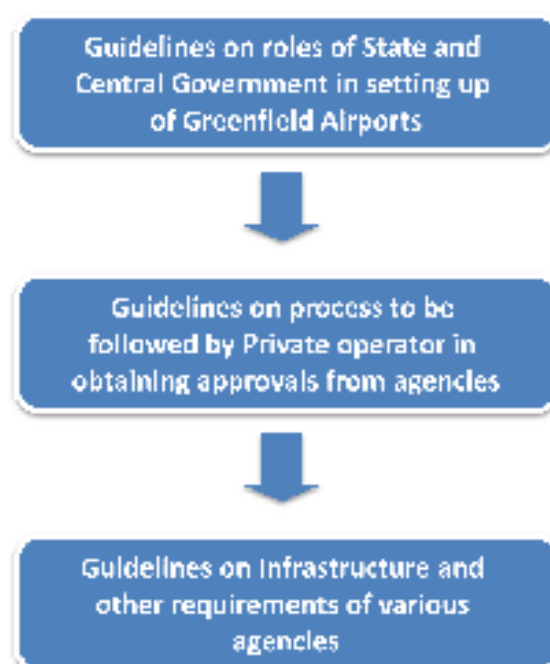 Guidelines on roles of State and
Central Government in setting up
of Greenfield Airports
Guidelines on process to be
followed by Private operator in
obtaining approvals from agencies
Guidelines on Infrastructure and
other requirements of various
agencies